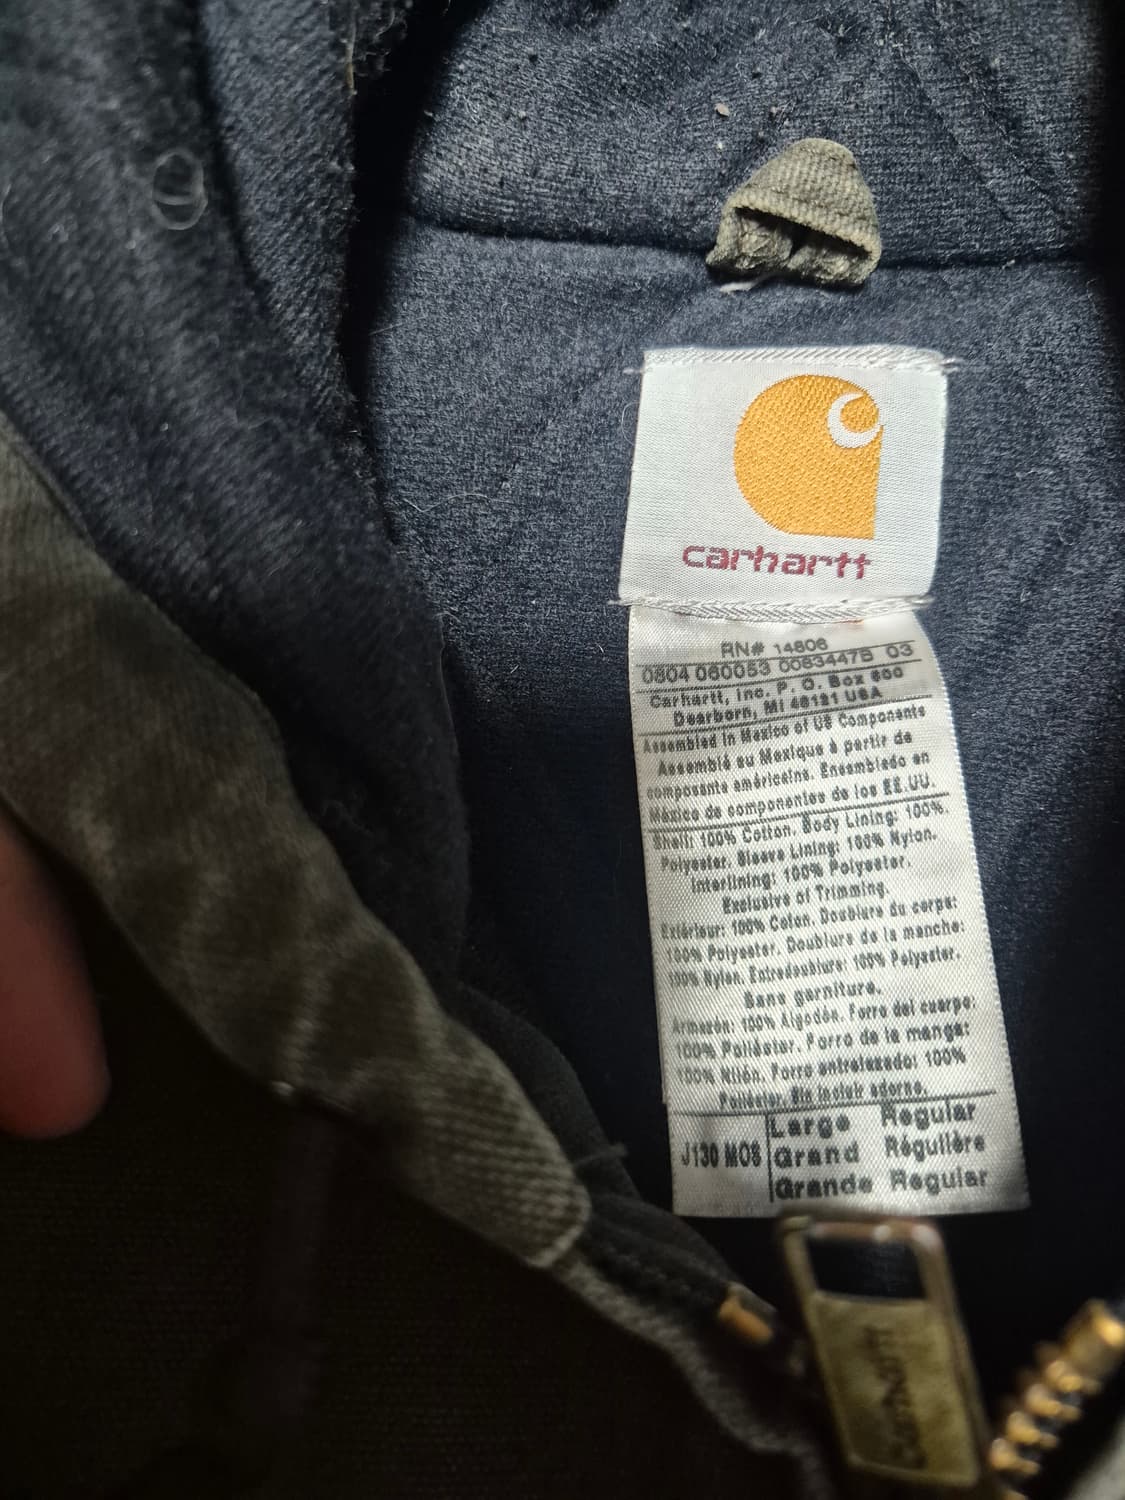 carhartt
RN# 14806
0804 060053 0083447B 03
Carhartt, Inc. P. O. Box 600
Dearborn, MI 48121 USA
Assembled in Mexico of US Components
Assemblé au Mexique à partir de
composants américains. Ensamblado en
México de componentes de los EE.UU.
Shell: 100% Cotton. Body Lining: 100%
Polyester. Sleeve Lining: 100% Nylon.
Interlining: 100% Polyester.
Exclusive of Trimming.
Extérieur: 100% Coton. Doublure du corps:
100% Polyester. Doublure de la manche:
100% Nylon. Entredoublure: 100% Polyester.
Sans garniture.
Armazón: 100% Algodón. Forro del cuerpo:
100% Poliéster. Forro de la manga:
100% Nilón. Forro entrelazado: 100%
Poliéster. Sin incluir adorno.
J130 MOS
Large Regular
Grand Régulière
Grande Regular
Carhartt